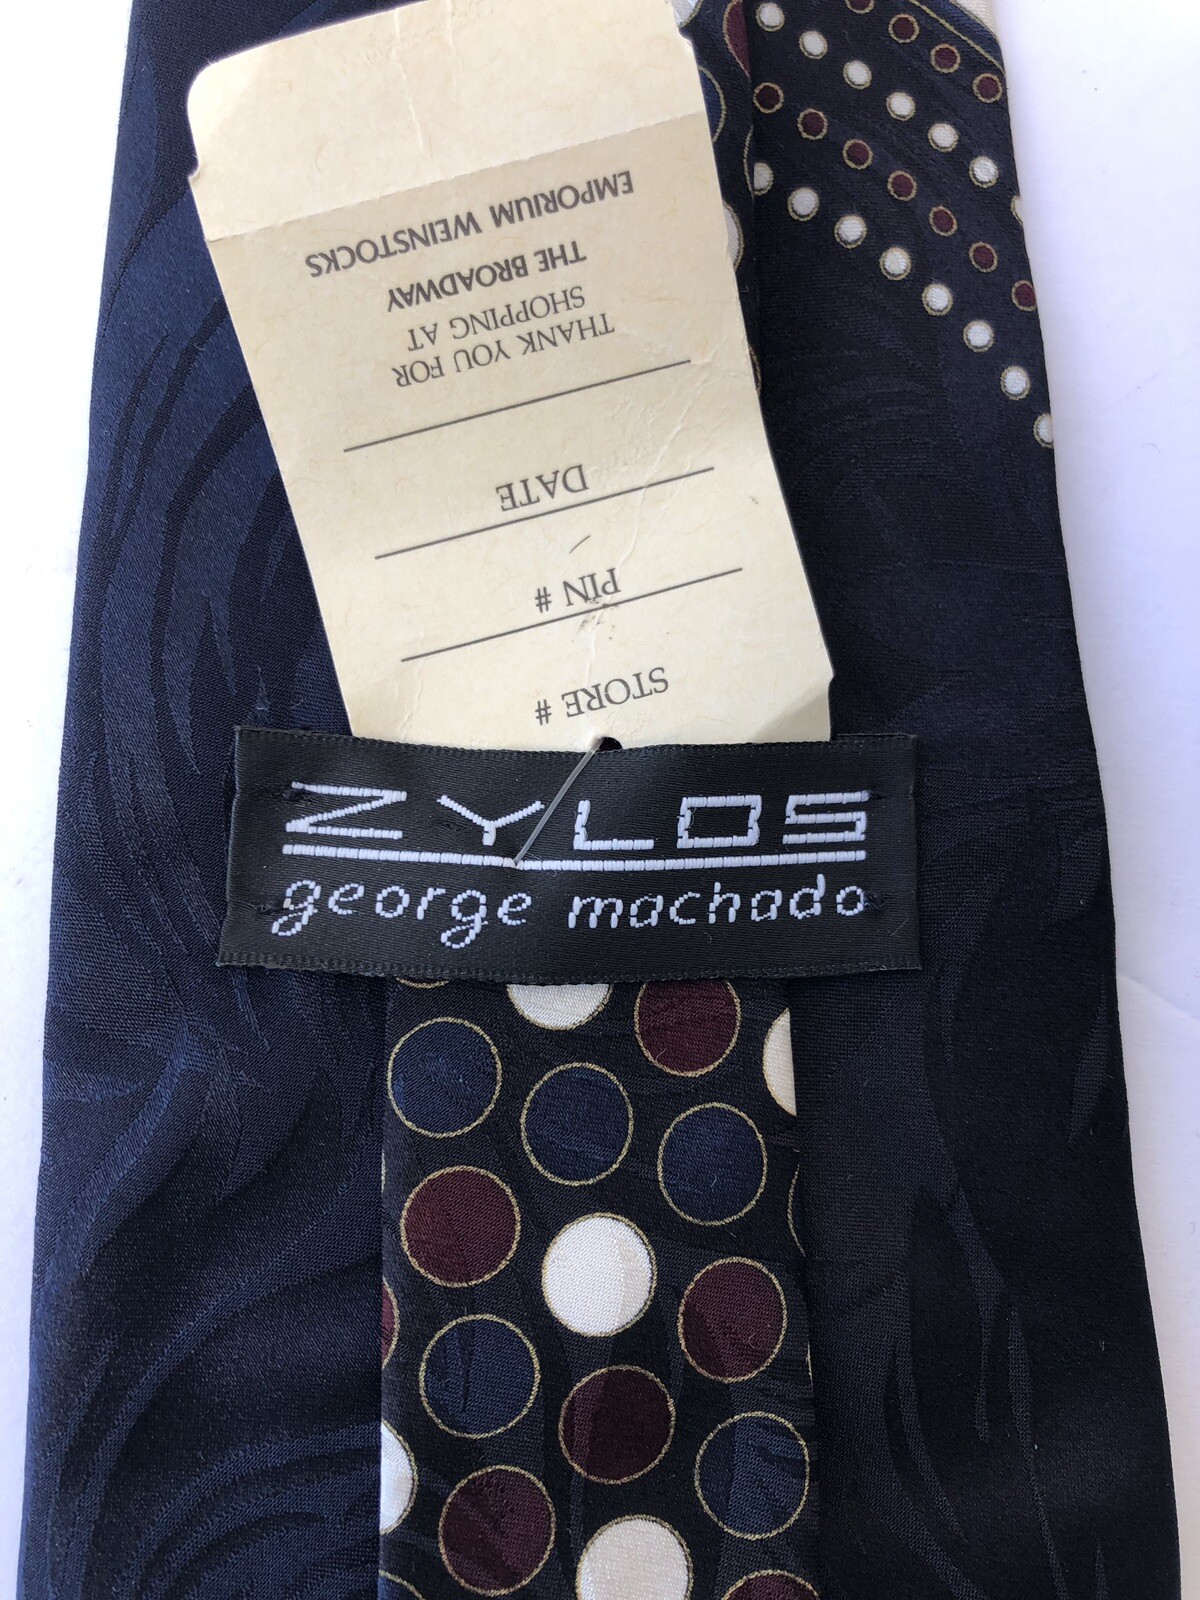 STORE #
PIN #
DATE
THANK YOU FOR
SHOPPING AT
THE BROADWAY
EMPORIUM WEINSTOCKS
ZYLOS
george machado